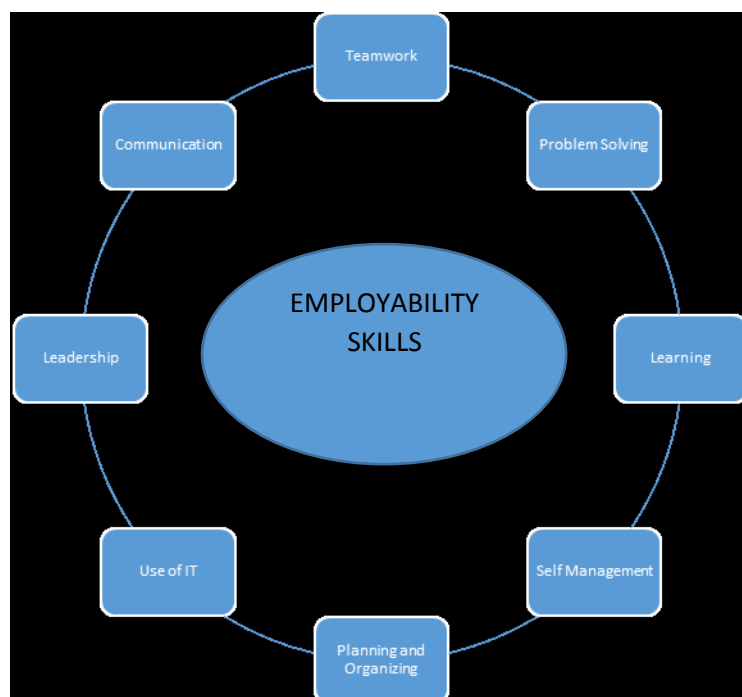 Teamwork
Communication
Problem Solving
EMPLOYABILITY
SKILLS
Leadership
Learning
Use of IT
Self Management
Planning and
Organizing